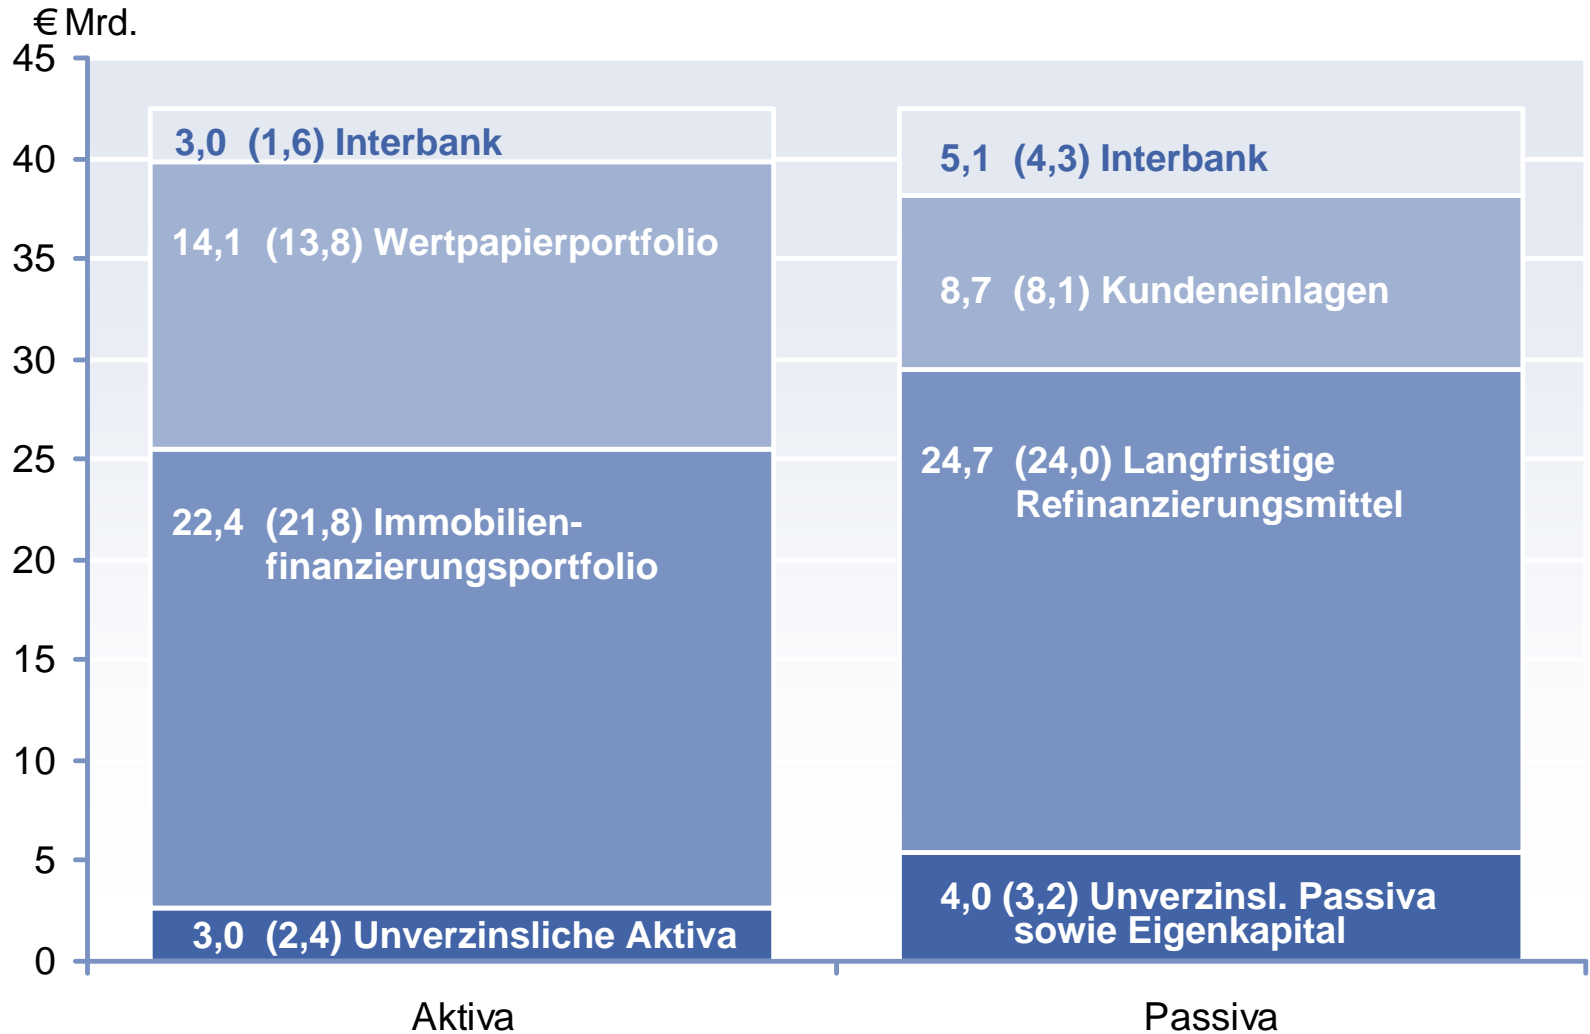 € Mrd.
45
40
35
30
25
20
15
10
5
0
3,0 (1,6) Interbank
14,1 (13,8) Wertpapierportfolio
22,4 (21,8) Immobilien-
finanzierungsportfolio
3,0 (2,4) Unverzinsliche Aktiva
5,1 (4,3) Interbank
8,7 (8,1) Kundeneinlagen
24,7 (24,0) Langfristige
Refinanzierungsmittel
4,0 (3,2) Unverzinsl. Passiva
sowie Eigenkapital
Aktiva
Passiva